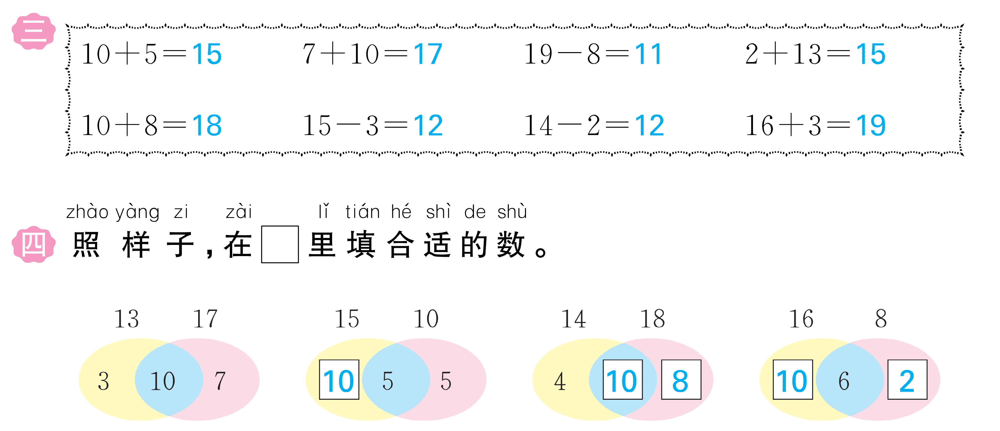 三
10+5=15 7+10=17 19-8=11 2+13=15
10+8=18 15-3=12 14-2=12 16+3=19
zhào yàng zi zài lǐ tián hé shì de shù
四 照样子,在□里填合适的数。
13 17 15 10 14 18 16 8
3 10 7 10 5 5 4 10 8 10 6 2